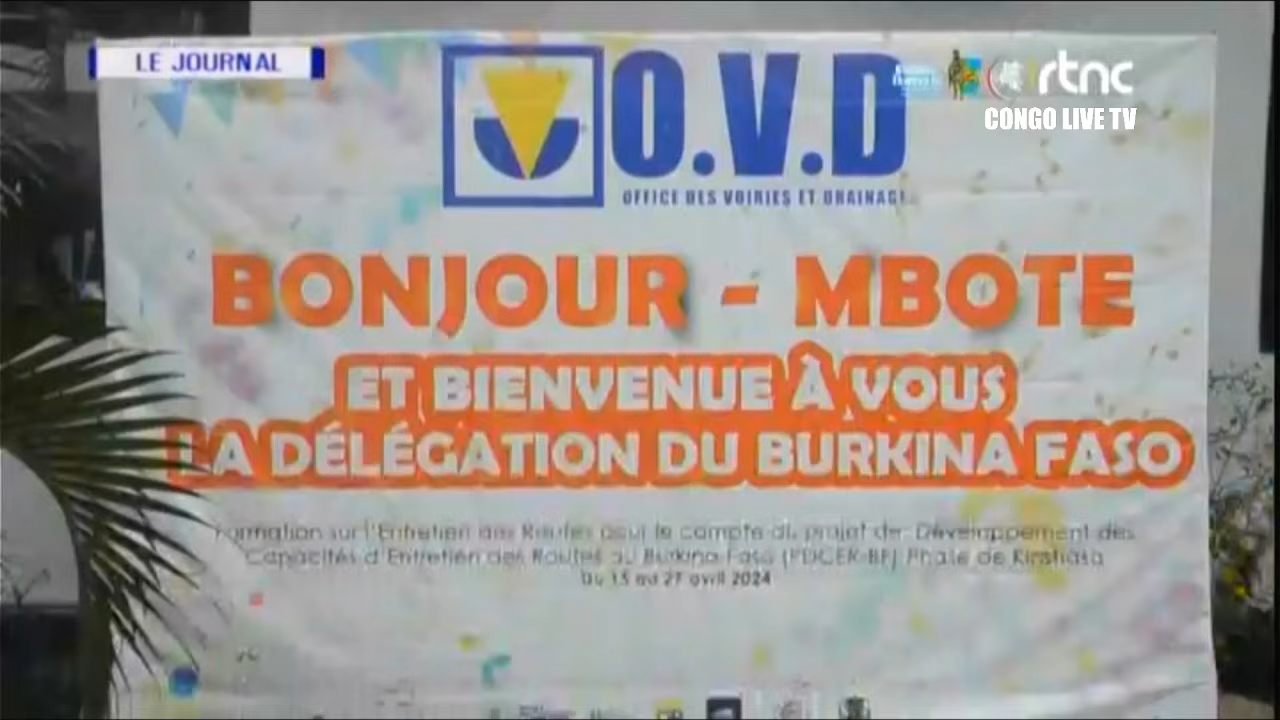 LE JOURNAL
O.V.D
rtnc
OFFICE DES VOIRIES ET DRAINAGE
CONGO LIVE TV
BONJOUR - MBOTE
ET BIENVENUE À VOUS
LA DÉLÉGATION DU BURKINA FASO
Formation sur l'Entretien des Routes pour le compte du projet de Développement des
Capacités d'Entretien des Routes au Burkina Faso (PDCER-BF) Phase de Kinshasa
Du 15 au 27 avril 2024